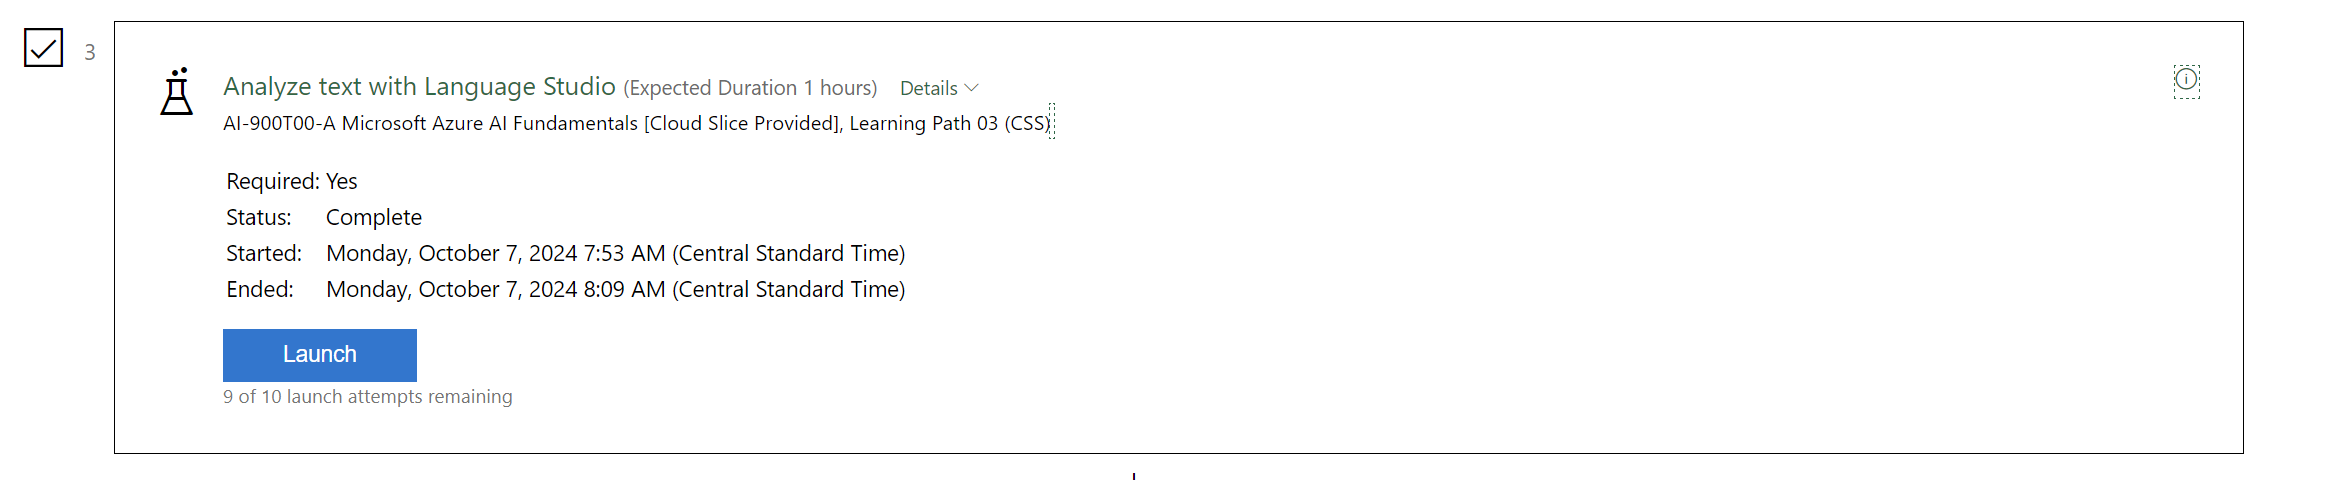 3
Analyze text with Language Studio (Expected Duration 1 hours) Details
AI-900T00-A Microsoft Azure AI Fundamentals [Cloud Slice Provided], Learning Path 03 (CSS)
Required: Yes
Status: Complete
Started: Monday, October 7, 2024 7:53 AM (Central Standard Time)
Ended: Monday, October 7, 2024 8:09 AM (Central Standard Time)
Launch
9 of 10 launch attempts remaining